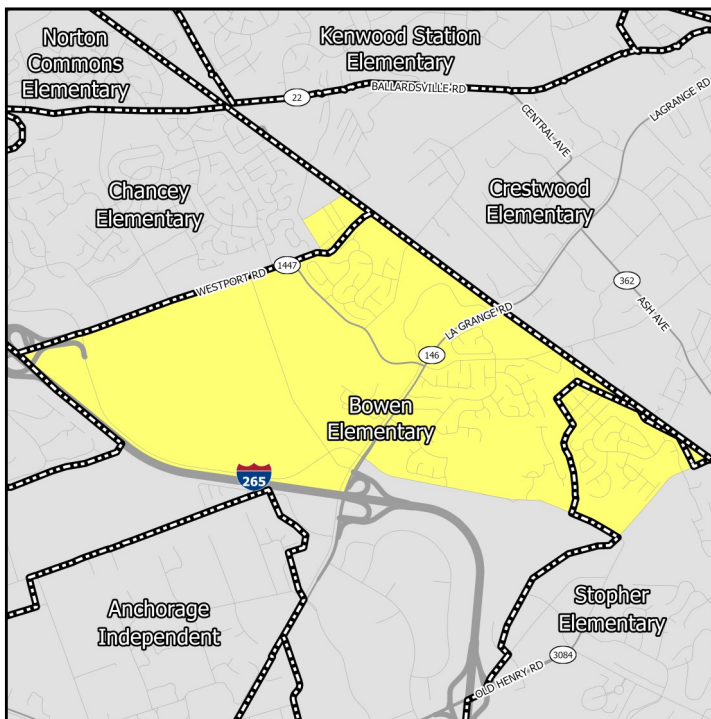 Norton
Commons
Elementary
Kenwood Station
Elementary
22
BALLARDSVILLE RD
CENTRAL AVE
LAGRANGE RD
Chancey
Elementary
Crestwood
Elementary
1447
WESTPORT RD
362
ASH AVE
LA GRANGE RD
146
Bowen
Elementary
265
Anchorage
Independent
Stopher
Elementary
3084
OLD HENRY RD